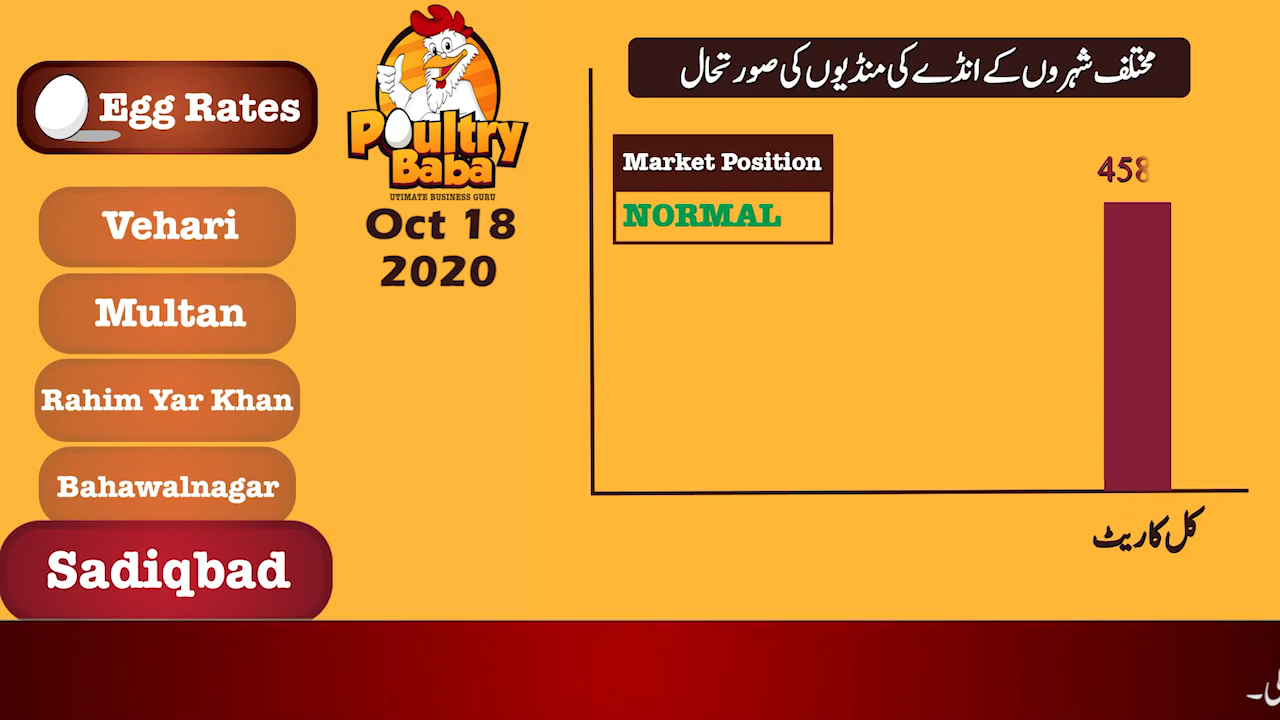 Egg Rates
Vehari
Multan
Rahim Yar Khan
Bahawalnagar
Sadiqbad
Poultry
Baba
UTIMATE BUSINESS GURU
Oct 18
2020
مختلف شہروں کے انڈے کی منڈیوں کی صورتحال
Market Position
NORMAL
458
کل کا ریٹ